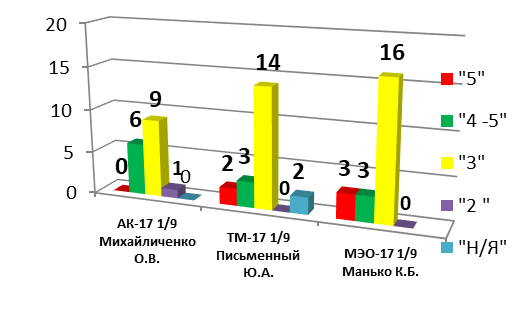 20
15
10
5
0
0 6 9 1 0
2 3 14 0 2
3 3 16 0
АК-17 1/9
Михайличенко
О.В.
ТМ-17 1/9
Письменный
Ю.А.
МЭО-17 1/9
Манько К.Б.
"5"
"4 -5"
"3"
"2 "
"Н/Я"